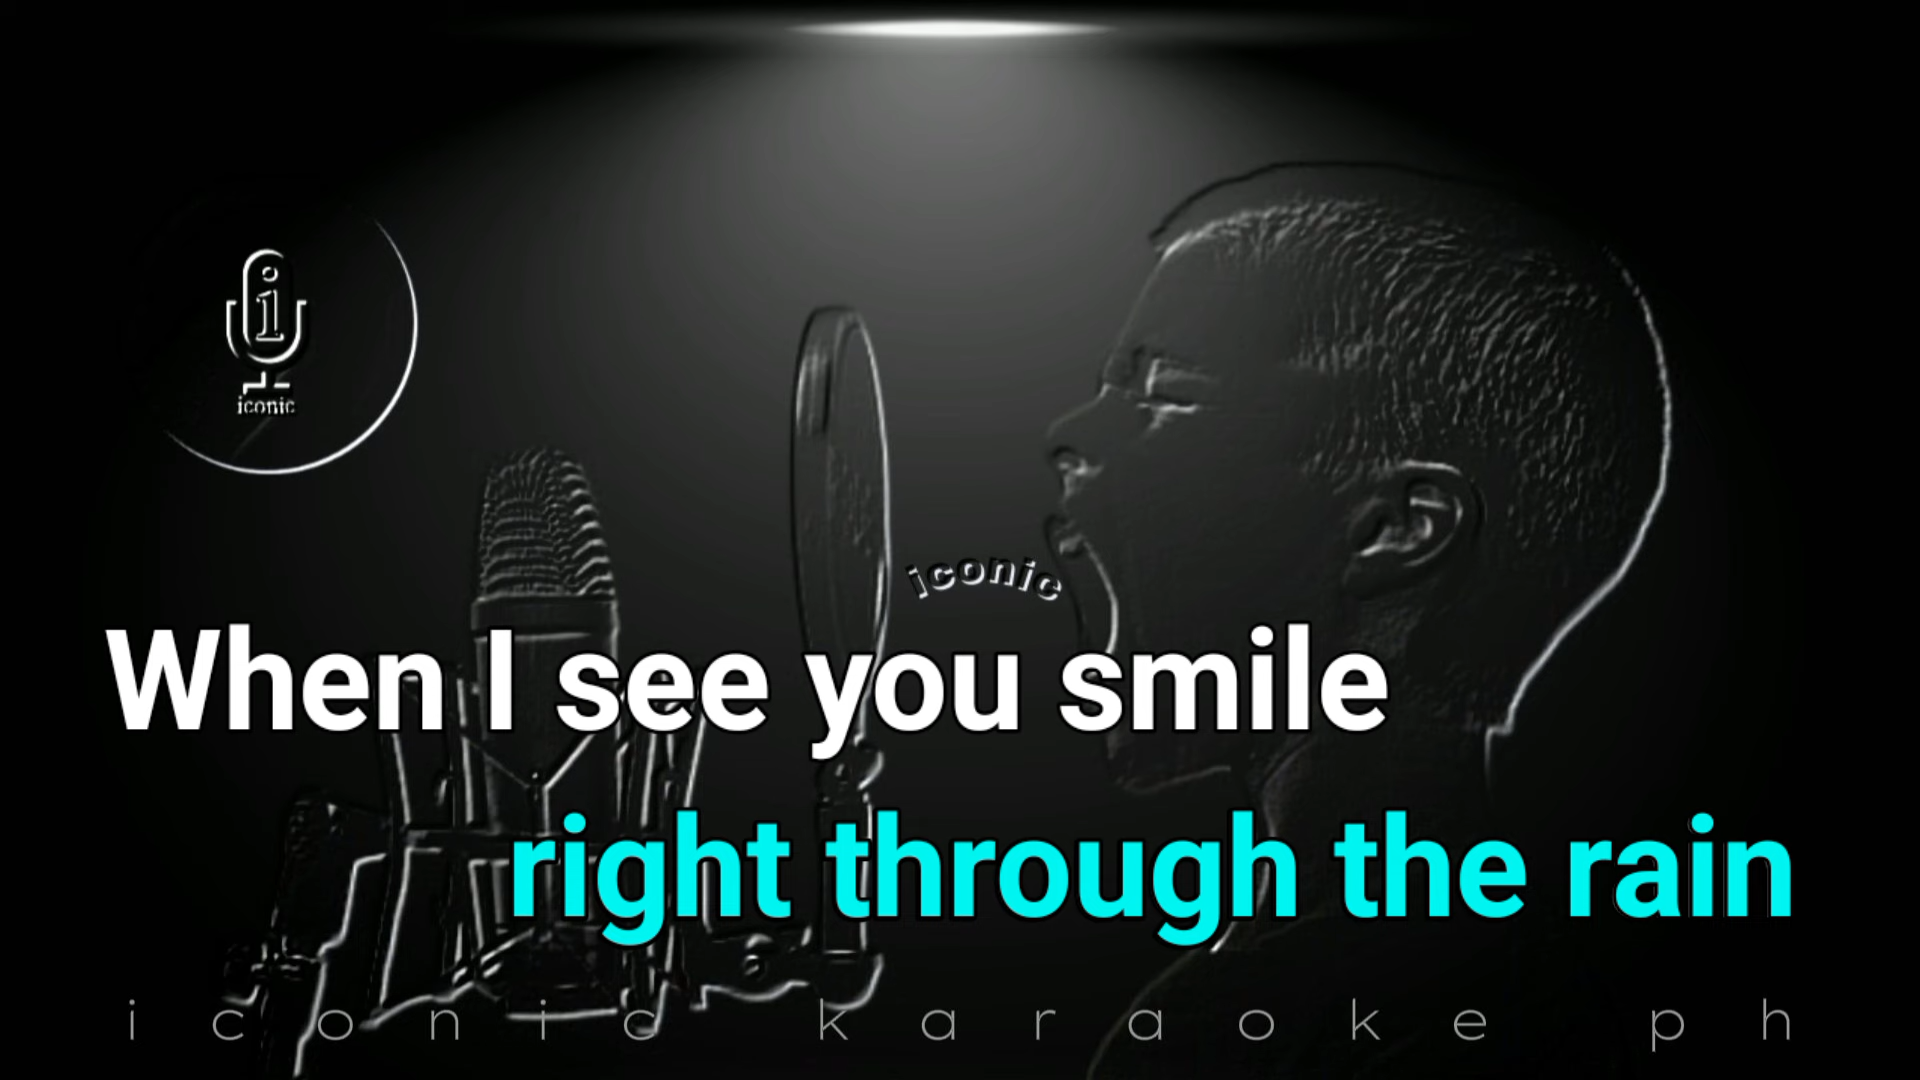 i
iconic
iconic
When I see you smile
right through the rain
iconic karaoke ph